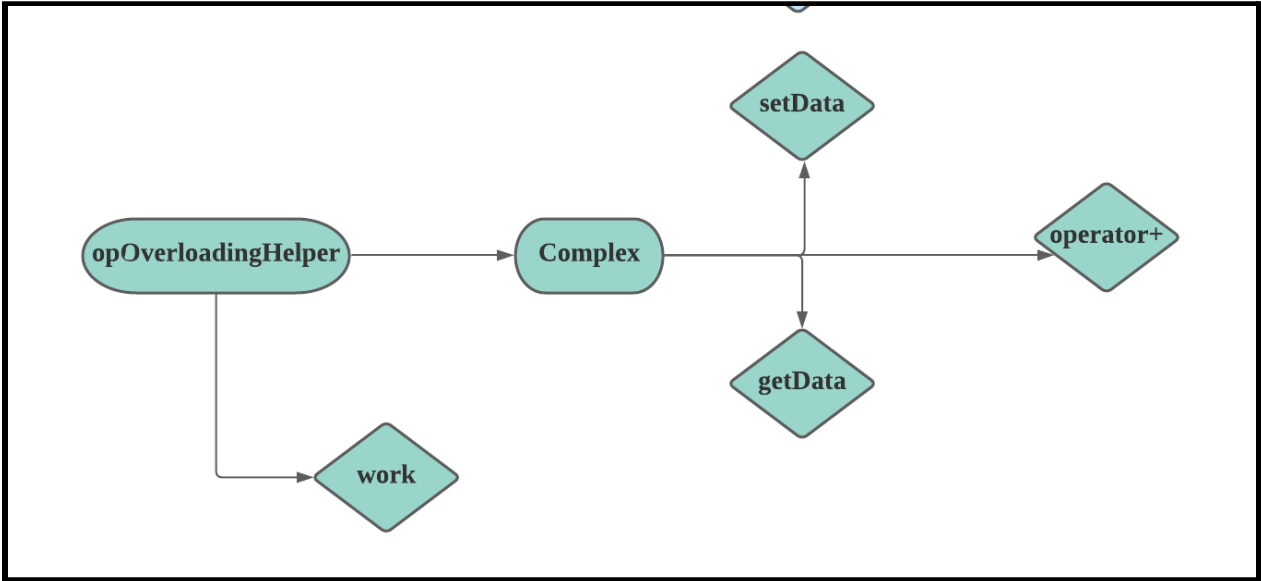 setData
operator+
opOverloadingHelper
Complex
getData
work